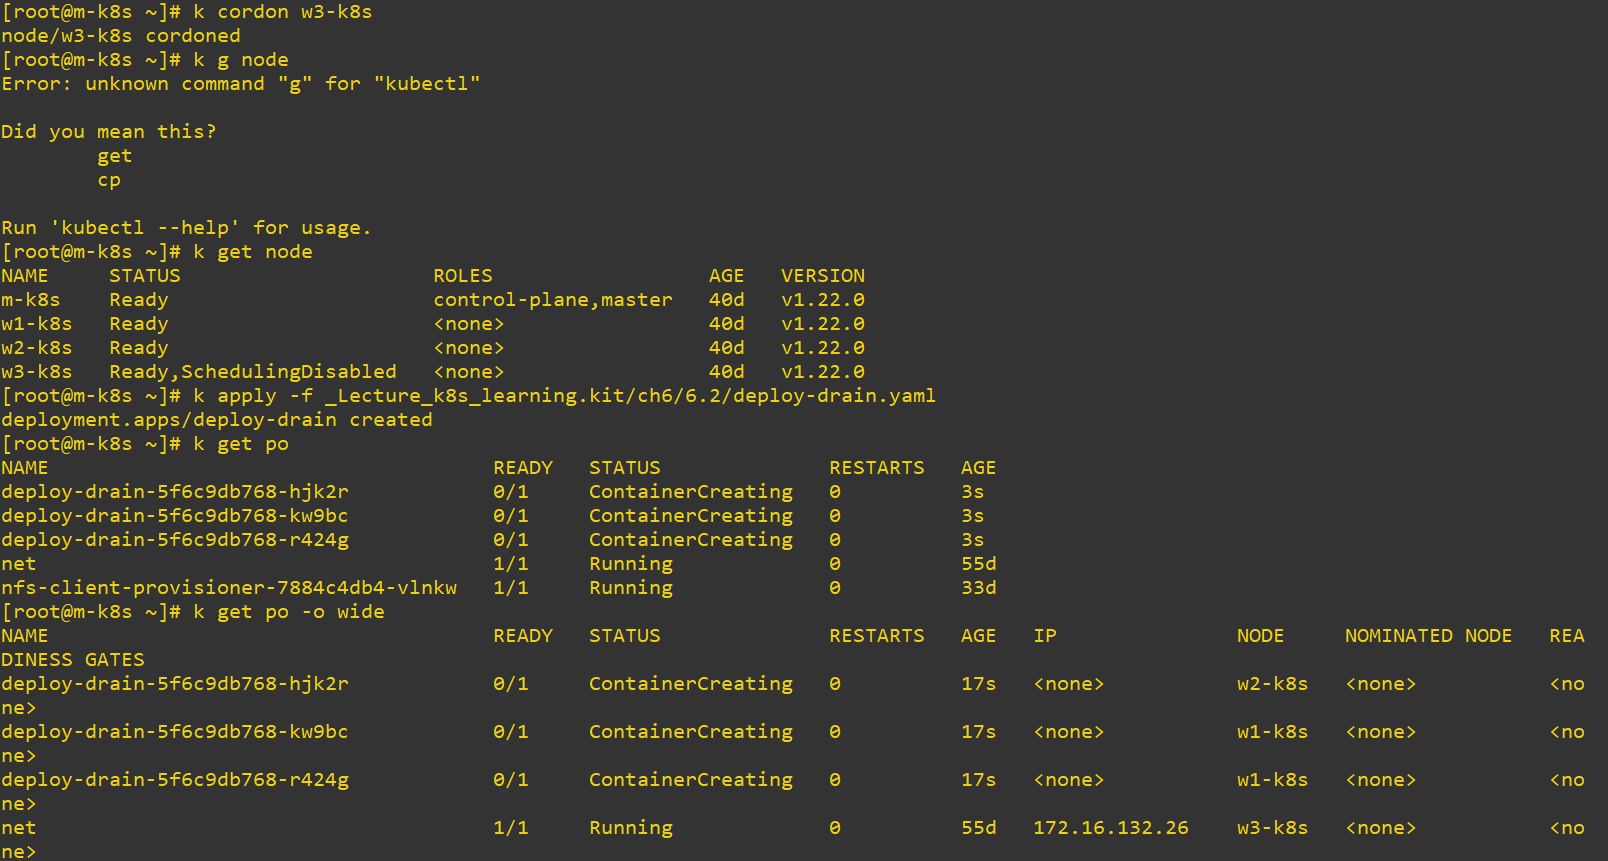 [root@m-k8s ~]# k cordon w3-k8s
node/w3-k8s cordoned
[root@m-k8s ~]# k g node
Error: unknown command "g" for "kubectl"
Did you mean this?
        get
        cp
Run 'kubectl --help' for usage.
[root@m-k8s ~]# k get node
NAME     STATUS                     ROLES                  AGE   VERSION
m-k8s    Ready                      control-plane,master   40d   v1.22.0
w1-k8s   Ready                      <none>                 40d   v1.22.0
w2-k8s   Ready                      <none>                 40d   v1.22.0
w3-k8s   Ready,SchedulingDisabled   <none>                 40d   v1.22.0
[root@m-k8s ~]# k apply -f _Lecture_k8s_learning.kit/ch6/6.2/deploy-drain.yaml
deployment.apps/deploy-drain created
[root@m-k8s ~]# k get po
NAME                                     READY   STATUS              RESTARTS   AGE
deploy-drain-5f6c9db768-hjk2r            0/1     ContainerCreating   0          3s
deploy-drain-5f6c9db768-kw9bc            0/1     ContainerCreating   0          3s
deploy-drain-5f6c9db768-r424g            0/1     ContainerCreating   0          3s
net                                      1/1     Running             0          55d
nfs-client-provisioner-7884c4db4-vlnkw   1/1     Running             0          33d
[root@m-k8s ~]# k get po -o wide
NAME                                     READY   STATUS              RESTARTS   AGE   IP               NODE     NOMINATED NODE   REA
DINESS GATES
deploy-drain-5f6c9db768-hjk2r            0/1     ContainerCreating   0          17s   <none>           w2-k8s   <none>           <no
ne>
deploy-drain-5f6c9db768-kw9bc            0/1     ContainerCreating   0          17s   <none>           w1-k8s   <none>           <no
ne>
deploy-drain-5f6c9db768-r424g            0/1     ContainerCreating   0          17s   <none>           w1-k8s   <none>           <no
ne>
net                                      1/1     Running             0          55d   172.16.132.26    w3-k8s   <none>           <no
ne>